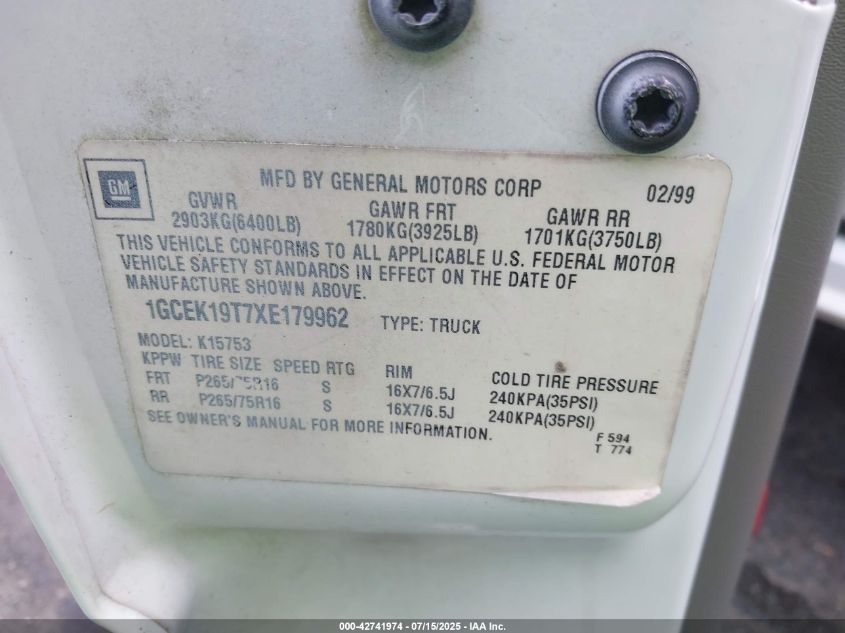 GM
MFD BY GENERAL MOTORS CORP 02/99
GVWR GAWR FRT GAWR RR
2903KG(6400LB) 1780KG(3925LB) 1701KG(3750LB)
THIS VEHICLE CONFORMS TO ALL APPLICABLE U.S. FEDERAL MOTOR
VEHICLE SAFETY STANDARDS IN EFFECT ON THE DATE OF
MANUFACTURE SHOWN ABOVE.
1GCEK19T7XE179962 TYPE: TRUCK
MODEL: K15753
KPPW TIRE SIZE SPEED RTG RIM COLD TIRE PRESSURE
FRT P265/75R16 S 16X7/6.5J 240KPA(35PSI)
RR P265/75R16 S 16X7/6.5J 240KPA(35PSI)
SEE OWNER'S MANUAL FOR MORE INFORMATION.
F 594
T 774
000-42741974 - 07/15/2025 - IAA Inc.